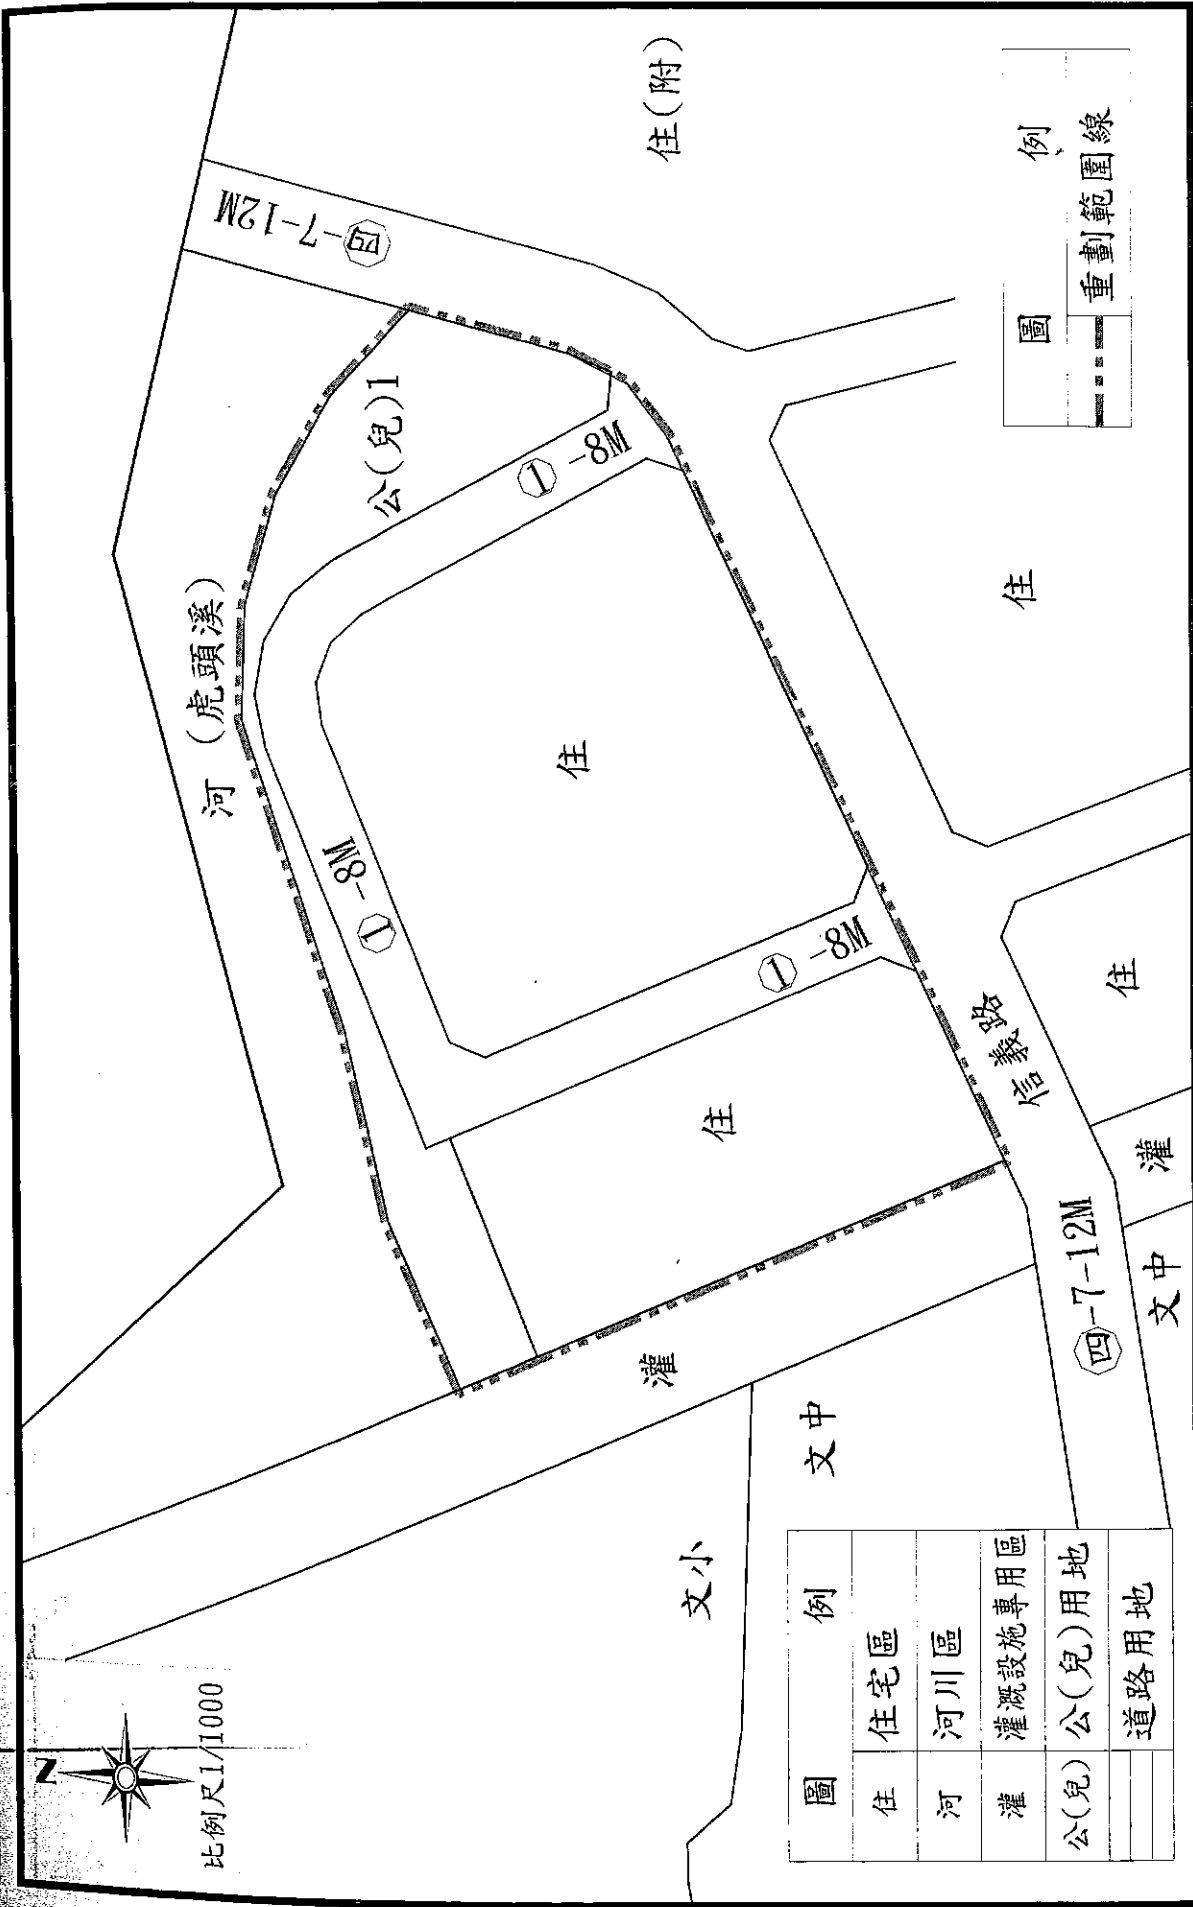 N
比例尺1/1000
河 (虎頭溪)
四-7-12M
住(附)
公(兒)1
1-8M
1-8M
1-8M
住
住
住
住
信義路
灌
灌
四-7-12M
文中
文中
文小
圖例
重劃範圍線
圖例
住 住宅區
河 河川區
灌 灌溉設施專用區
公(兒) 公(兒)用地
道路用地